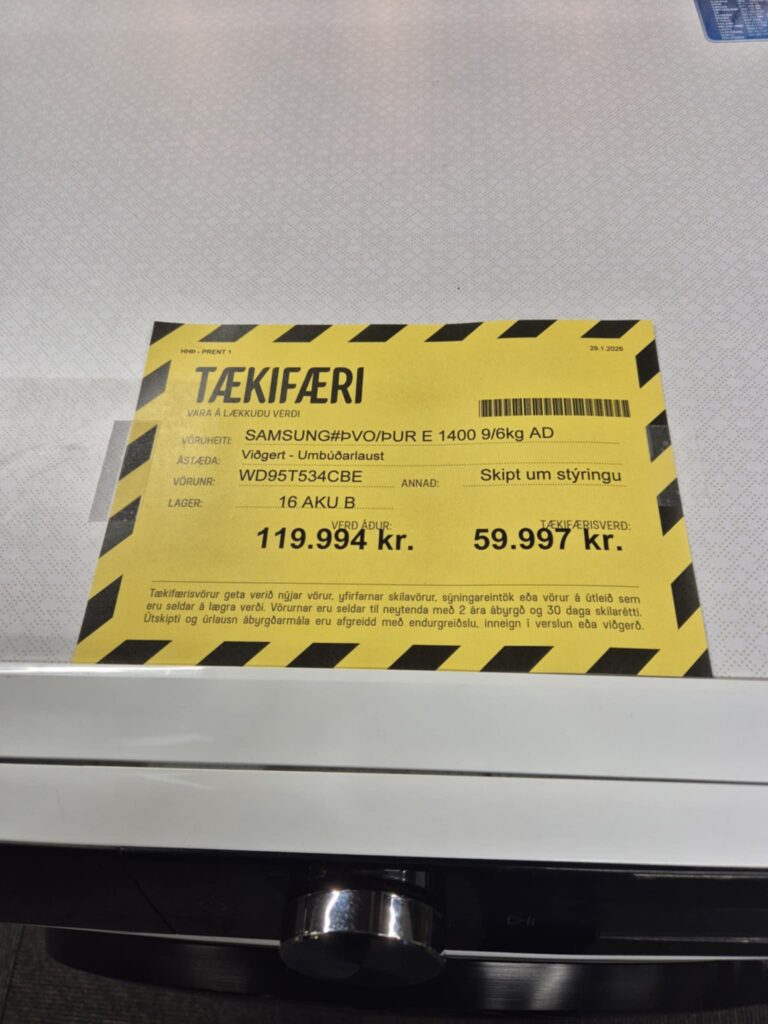 HHÞ - PRENT 1
29.1.2026
TÆKIFÆRI
VARA Á LÆKKUÐU VERÐI
VÖRUHEITI: SAMSUNG#ÞVO/ÞUR E 1400 9/6kg AD
ÁSTÆÐA: Viðgert - Umbúðarlaust
VÖRUNR: WD95T534CBE ANNAÐ: Skipt um stýringu
LAGER: 16 AKU B
VERÐ ÁÐUR: TÆKIFÆRISVERÐ:
119.994 kr. 59.997 kr.
Tækifærisvörur geta verið nýjar vörur, yfirfarnar skilavörur, sýningareintök eða vörur á útleið sem
eru seldar á lægra verði. Vörurnar eru seldar til neytenda með 2 ára ábyrgð og 30 daga skilarétti.
Útskipti og úrlausn ábyrgðarmála eru afgreidd með endurgreiðslu, inneign í verslun eða viðgerð.